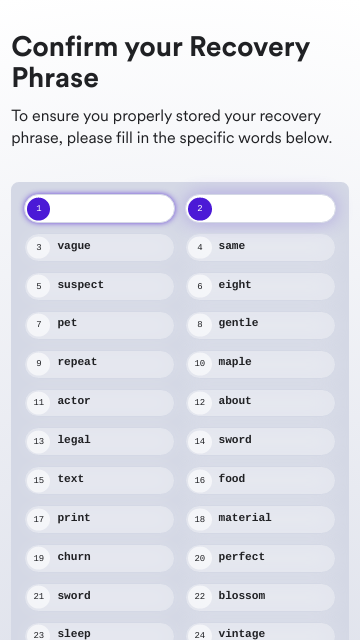 Confirm your Recovery
Phrase
To ensure you properly stored your recovery
phrase, please fill in the specific words below.
1 2
3 vague 4 same
5 suspect 6 eight
7 pet 8 gentle
9 repeat 10 maple
11 actor 12 about
13 legal 14 sword
15 text 16 food
17 print 18 material
19 churn 20 perfect
21 sword 22 blossom
23 sleep 24 vintage